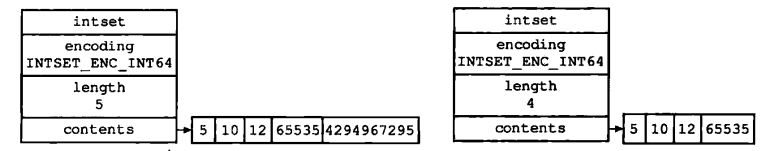 intset
encoding
INTSET_ENC_INT64
length
5
contents
5 10 12 65535 4294967295
intset
encoding
INTSET_ENC_INT64
length
4
contents
5 10 12 65535